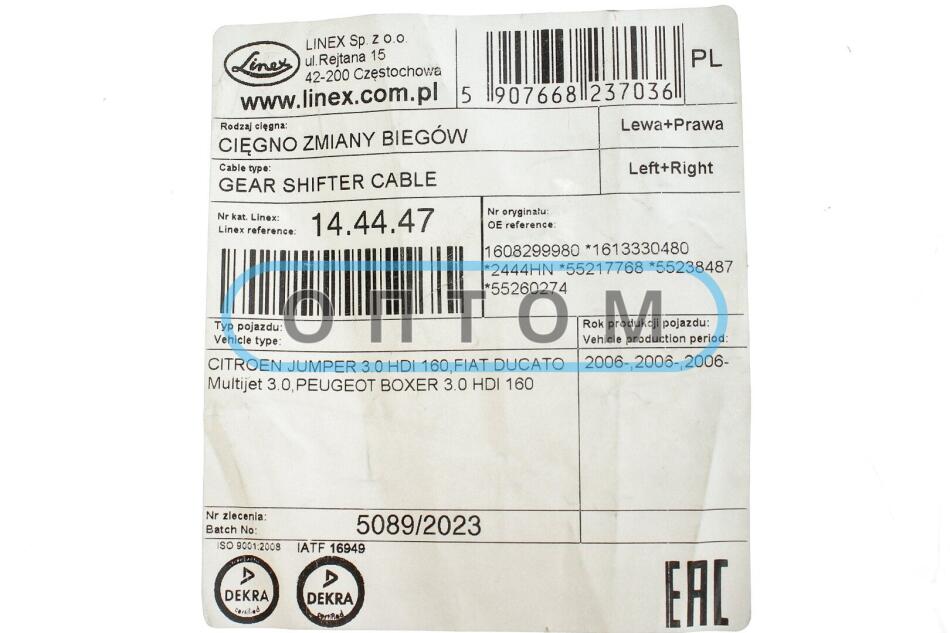 Linex
LINEX Sp. z o.o.
ul.Rejtana 15
42-200 Częstochowa
www.linex.com.pl
5 907668 237036
PL
Rodzaj cięgna:
CIĘGNO ZMIANY BIEGÓW
Lewa+Prawa
Cable type:
GEAR SHIFTER CABLE
Left+Right
Nr kat. Linex:
Linex reference:
14.44.47
Nr oryginału:
OE reference:
1608299980 *1613330480
*2444HN *55217768 *55238487
*55260274
ОПТОМ
Typ pojazdu:
Vehicle type:
Rok produkcji pojazdu:
Vehicle production period:
CITROEN JUMPER 3.0 HDI 160,FIAT DUCATO
Multijet 3.0,PEUGEOT BOXER 3.0 HDI 160
2006-,2006-,2006-
Nr zlecenia:
Batch No:
5089/2023
ISO 9001:2008
IATF 16949
DEKRA
certified
DEKRA
certified
EAC